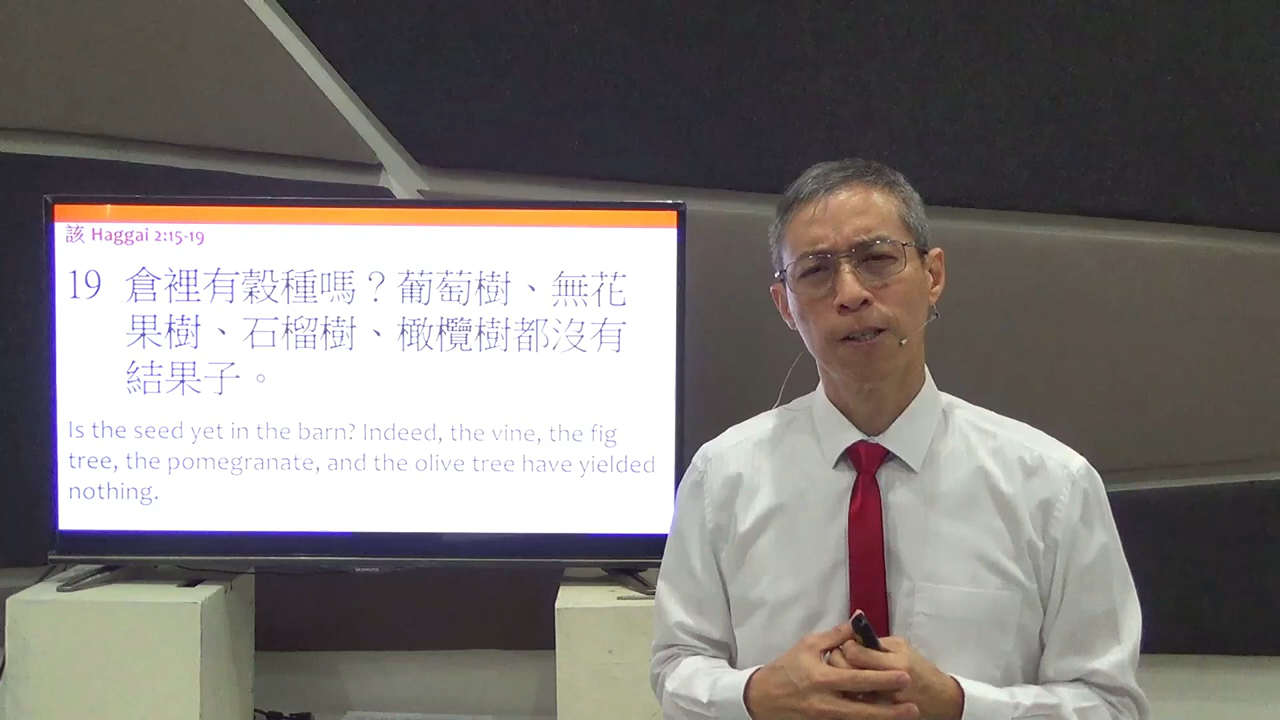 該 Haggai 2:15-19
19 倉裡有穀種嗎？葡萄樹、無花
果樹、石榴樹、橄欖樹都沒有
結果子。
Is the seed yet in the barn? Indeed, the vine, the fig
tree, the pomegranate, and the olive tree have yielded
nothing.